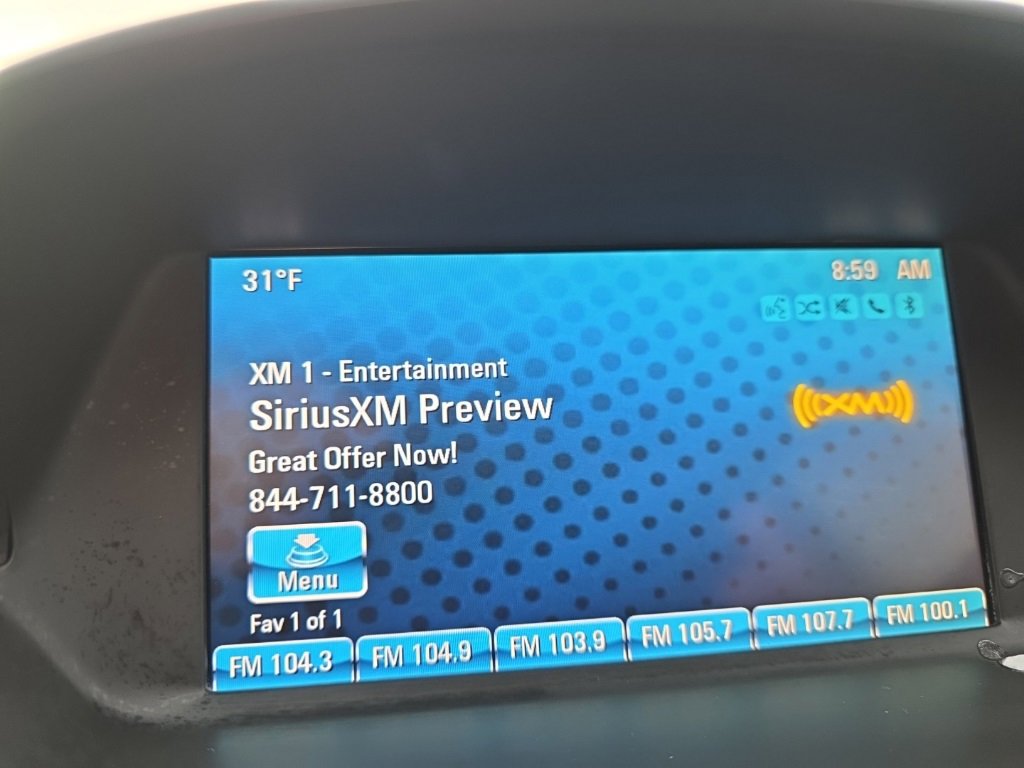 31°F
8:59 AM
XM 1 - Entertainment
SiriusXM Preview
XM
Great Offer Now!
844-711-8800
Menu
Fav 1 of 1
FM 104.3 FM 104.9 FM 103.9 FM 105.7 FM 107.7 FM 100.1